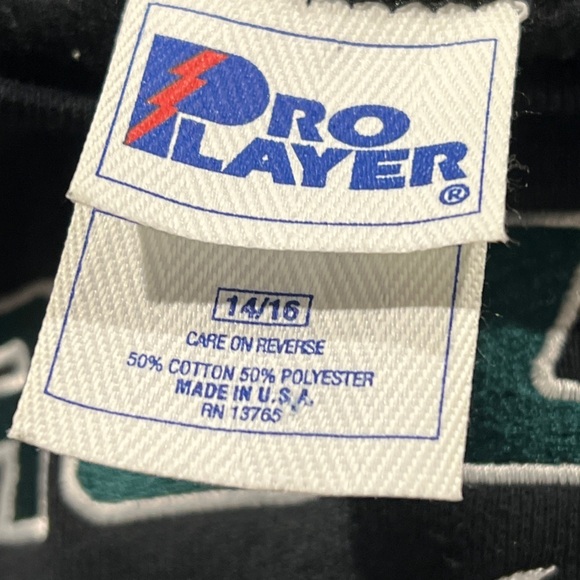 PRO
PLAYER®
14/16
CARE ON REVERSE
50% COTTON 50% POLYESTER
MADE IN U.S.A.
RN 13765